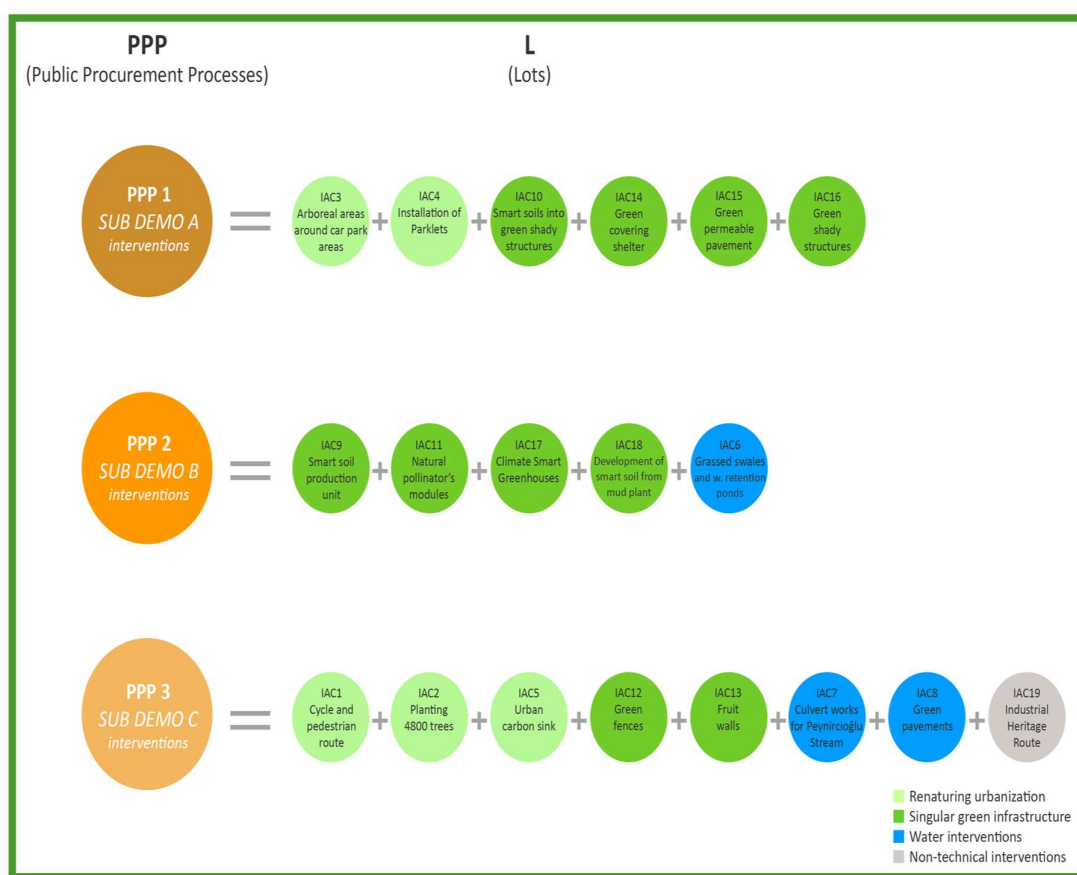 PPP
(Public Procurement Processes)
L
(Lots)
PPP 1
SUB DEMO A
interventions
=
IAC3
Arboreal areas
around car park
areas
+
IAC4
Installation of
Parklets
+
IAC10
Smart soils into
green shady
structures
+
IAC14
Green
covering
shelter
+
IAC15
Green
permeable
pavement
+
IAC16
Green
shady
structures
PPP 2
SUB DEMO B
interventions
=
IAC9
Smart soil
production
unit
+
IAC11
Natural
pollinator's
modules
+
IAC17
Climate Smart
Greenhouses
+
IAC18
Development of
smart soil from
mud plant
+
IAC6
Grassed swales
and w. retention
ponds
PPP 3
SUB DEMO C
interventions
=
IAC1
Cycle and
pedestrian
route
+
IAC2
Planting
4800 trees
+
IAC5
Urban
carbon sink
+
IAC12
Green
fences
+
IAC13
Fruit
walls
+
IAC7
Culvert works
for Peynircioğlu
Stream
+
IAC8
Green
pavements
+
IAC19
Industrial
Heritage
Route
Renaturing urbanization
Singular green infrastructure
Water interventions
Non-technical interventions